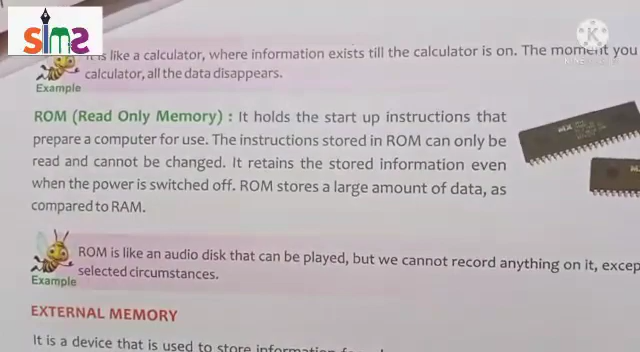 SIMS
It is like a calculator, where information exists till the calculator is on. The moment you
calculator, all the data disappears.
Example
ROM (Read Only Memory) : It holds the start up instructions that
prepare a computer for use. The instructions stored in ROM can only be
read and cannot be changed. It retains the stored information even
when the power is switched off. ROM stores a large amount of data, as
compared to RAM.
ROM is like an audio disk that can be played, but we cannot record anything on it, excep
selected circumstances.
Example
EXTERNAL MEMORY
It is a device that is used to store information